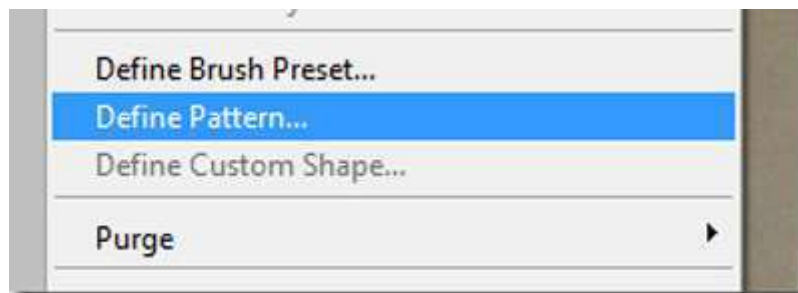 Define Brush Preset...
Define Pattern...
Define Custom Shape...
Purge